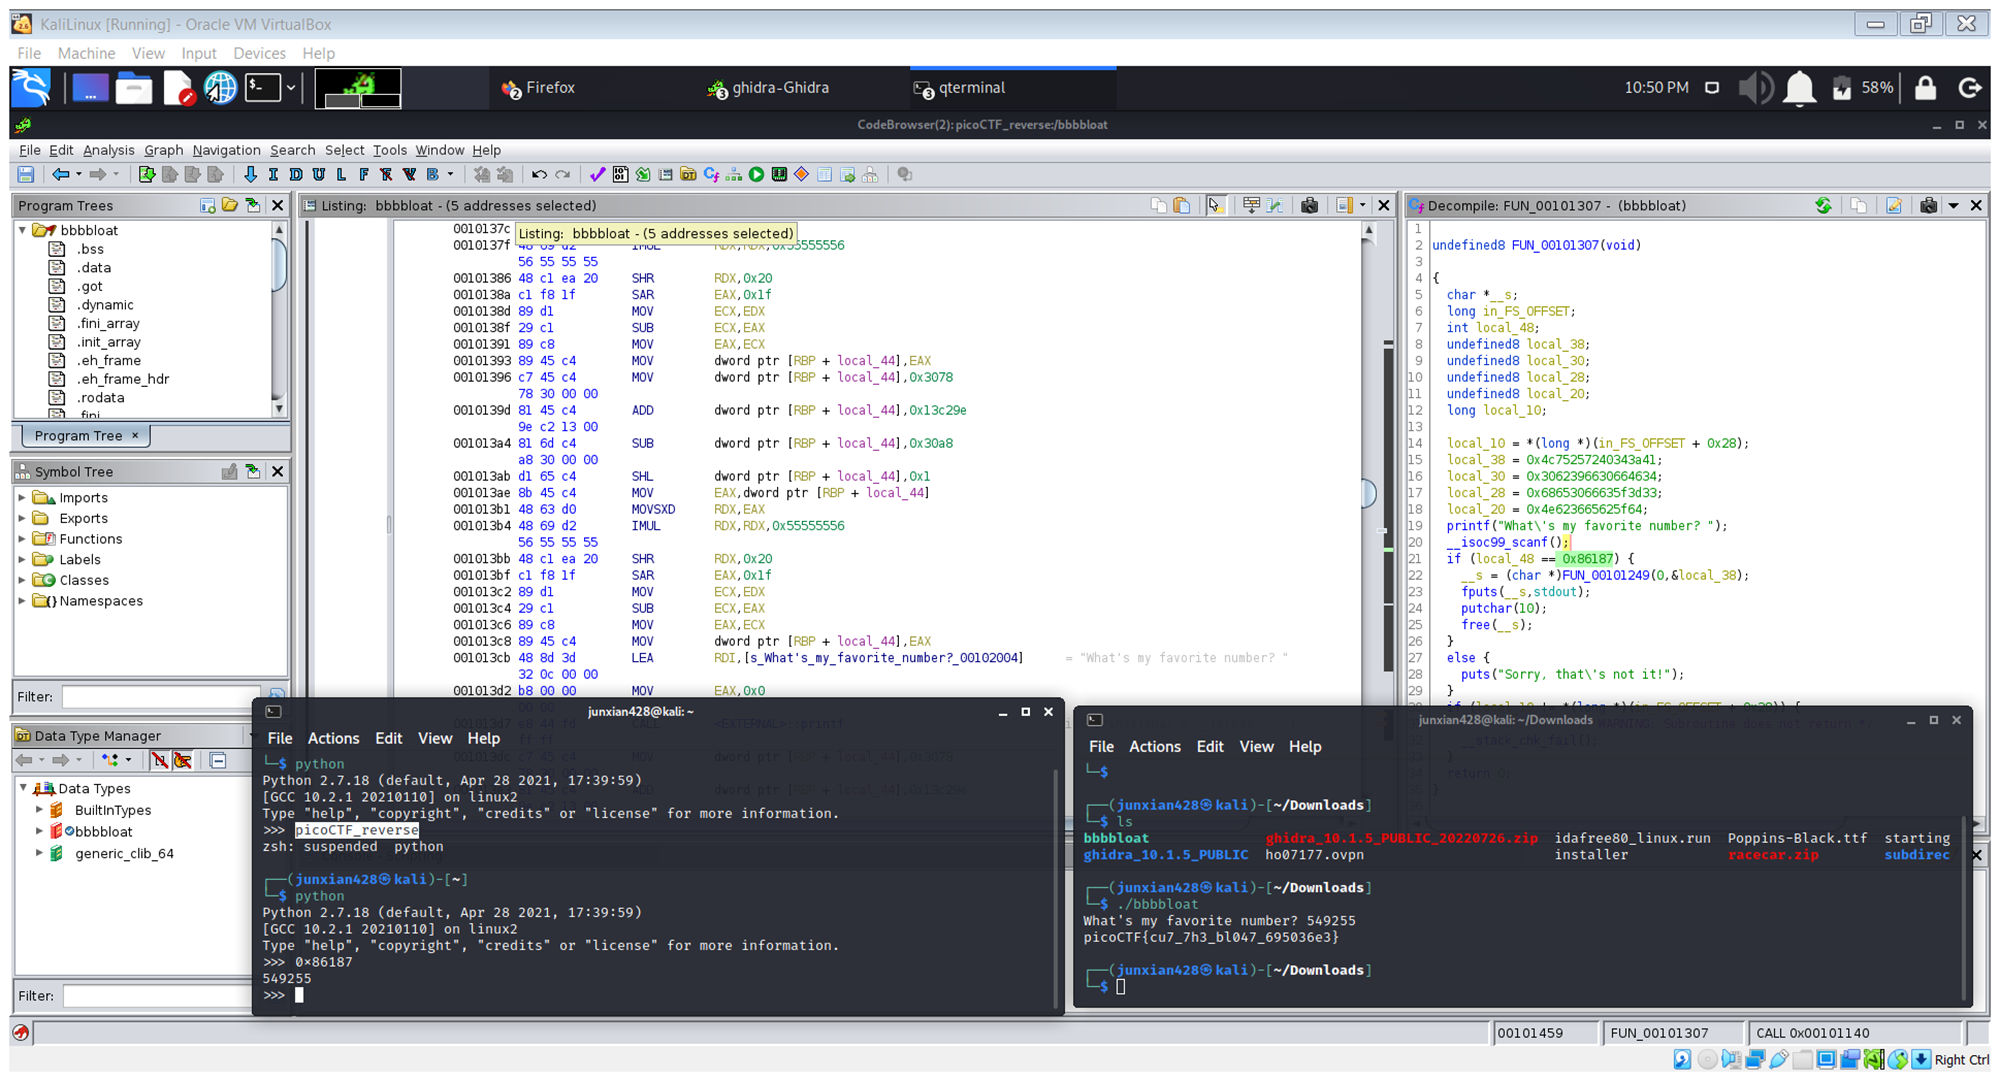 KaliLinux [Running] - Oracle VM VirtualBox
File Machine View Input Devices Help
Firefox ghidra-Ghidra qterminal 10:50 PM 58%
CodeBrowser(2): picoCTF_reverse:/bbbbloat
File Edit Analysis Graph Navigation Search Select Tools Window Help
Program Trees
bbbbloat
.bss
.data
.got
.dynamic
.fini_array
.init_array
.eh_frame
.eh_frame_hdr
.rodata
.fini
Program Tree ×
Symbol Tree
Imports
Exports
Functions
Labels
Classes
Namespaces
Filter:
Data Type Manager
Data Types
BuiltInTypes
bbbbloat
generic_clib_64
Filter:
Listing: bbbbloat - (5 addresses selected)
Listing: bbbbloat - (5 addresses selected)
0010137c
0010137f 48 69 d2 IMUL RDX,RDX,0x55555556
56 55 55 55
00101386 48 c1 ea 20 SHR RDX,0x20
0010138a c1 f8 1f SAR EAX,0x1f
0010138d 89 d1 MOV ECX,EDX
0010138f 29 c1 SUB ECX,EAX
00101391 89 c8 MOV EAX,ECX
00101393 89 45 c4 MOV dword ptr [RBP + local_44],EAX
00101396 c7 45 c4 MOV dword ptr [RBP + local_44],0x3078
78 30 00 00
0010139d 81 45 c4 ADD dword ptr [RBP + local_44],0x13c29e
9e c2 13 00
001013a4 81 6d c4 SUB dword ptr [RBP + local_44],0x30a8
a8 30 00 00
001013ab d1 65 c4 SHL dword ptr [RBP + local_44],0x1
001013ae 8b 45 c4 MOV EAX,dword ptr [RBP + local_44]
001013b1 48 63 d0 MOVSXD RDX,EAX
001013b4 48 69 d2 IMUL RDX,RDX,0x55555556
56 55 55 55
001013bb 48 c1 ea 20 SHR RDX,0x20
001013bf c1 f8 1f SAR EAX,0x1f
001013c2 89 d1 MOV ECX,EDX
001013c4 29 c1 SUB ECX,EAX
001013c6 89 c8 MOV EAX,ECX
001013c8 89 45 c4 MOV dword ptr [RBP + local_44],EAX
001013cb 48 8d 3d LEA RDI,[s_What's_my_favorite_number?_00102004] = "What's my favorite number? "
32 0c 00 00
001013d2 b8 00 00 MOV EAX,0x0
Decompile: FUN_00101307 - (bbbbloat)
1
2 undefined8 FUN_00101307(void)
3
4 {
5 char *__s;
6 long in_FS_OFFSET;
7 int local_48;
8 undefined8 local_38;
9 undefined8 local_30;
10 undefined8 local_28;
11 undefined8 local_20;
12 long local_10;
13
14 local_10 = *(long *)(in_FS_OFFSET + 0x28);
15 local_38 = 0x4c75257240343a41;
16 local_30 = 0x3062396630664634;
17 local_28 = 0x68653066635f3d33;
18 local_20 = 0x4e623665625f64;
19 printf("What\'s my favorite number? ");
20 __isoc99_scanf();
21 if (local_48 == 0x86187) {
22 __s = (char *)FUN_00101249(0,&local_38);
23 fputs(__s,stdout);
24 putchar(10);
25 free(__s);
26 }
27 else {
28 puts("Sorry, that\'s not it!");
29 }
junxian428@kali: ~
File Actions Edit View Help
└─$ python
Python 2.7.18 (default, Apr 28 2021, 17:39:59)
[GCC 10.2.1 20210110] on linux2
Type "help", "copyright", "credits" or "license" for more information.
>>> picoCTF_reverse
zsh: suspended python
┌──(junxian428㉿kali)-[~]
└─$ python
Python 2.7.18 (default, Apr 28 2021, 17:39:59)
[GCC 10.2.1 20210110] on linux2
Type "help", "copyright", "credits" or "license" for more information.
>>> 0×86187
549255
>>>
junxian428@kali: ~/Downloads
File Actions Edit View Help
└─$
┌──(junxian428㉿kali)-[~/Downloads]
└─$ ls
bbbbloat ghidra_10.1.5_PUBLIC_20220726.zip idafree80_linux.run Poppins-Black.ttf starting
ghidra_10.1.5_PUBLIC ho07177.ovpn installer racecar.zip subdirec
┌──(junxian428㉿kali)-[~/Downloads]
└─$ ./bbbbloat
What's my favorite number? 549255
picoCTF{cu7_7h3_bl047_695036e3}
┌──(junxian428㉿kali)-[~/Downloads]
└─$
00101459 FUN_00101307 CALL 0x00101140
Right Ctrl